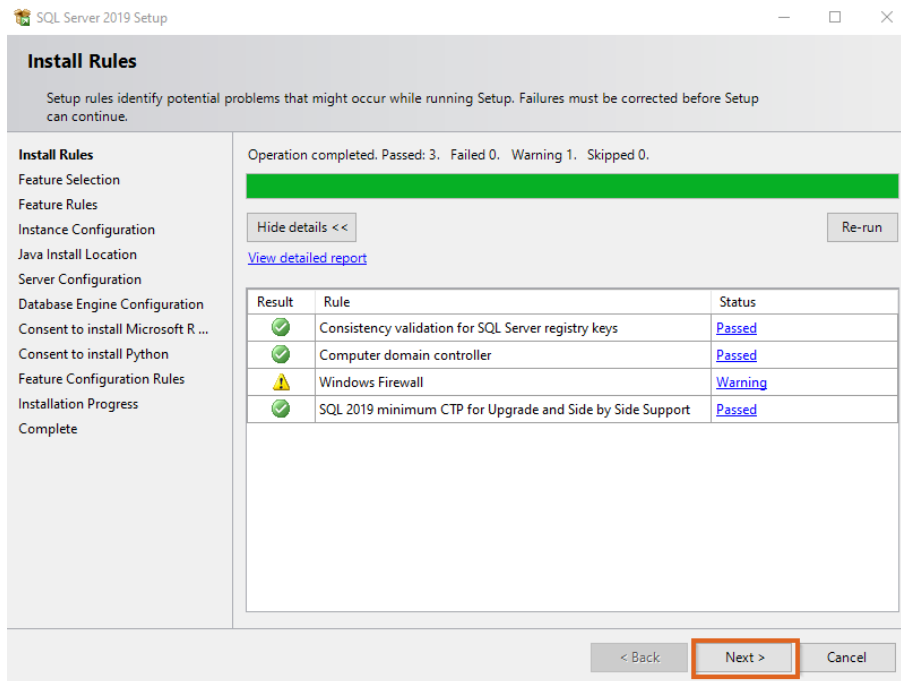 SQL Server 2019 Setup
Install Rules
Setup rules identify potential problems that might occur while running Setup. Failures must be corrected before Setup
can continue.
Install Rules
Feature Selection
Feature Rules
Instance Configuration
Java Install Location
Server Configuration
Database Engine Configuration
Consent to install Microsoft R ...
Consent to install Python
Feature Configuration Rules
Installation Progress
Complete
Operation completed. Passed: 3.   Failed 0.   Warning 1.   Skipped 0.
Hide details <<
Re-run
View detailed report
Result Rule Status
Consistency validation for SQL Server registry keys Passed
Computer domain controller Passed
Windows Firewall Warning
SQL 2019 minimum CTP for Upgrade and Side by Side Support Passed
< Back Next > Cancel